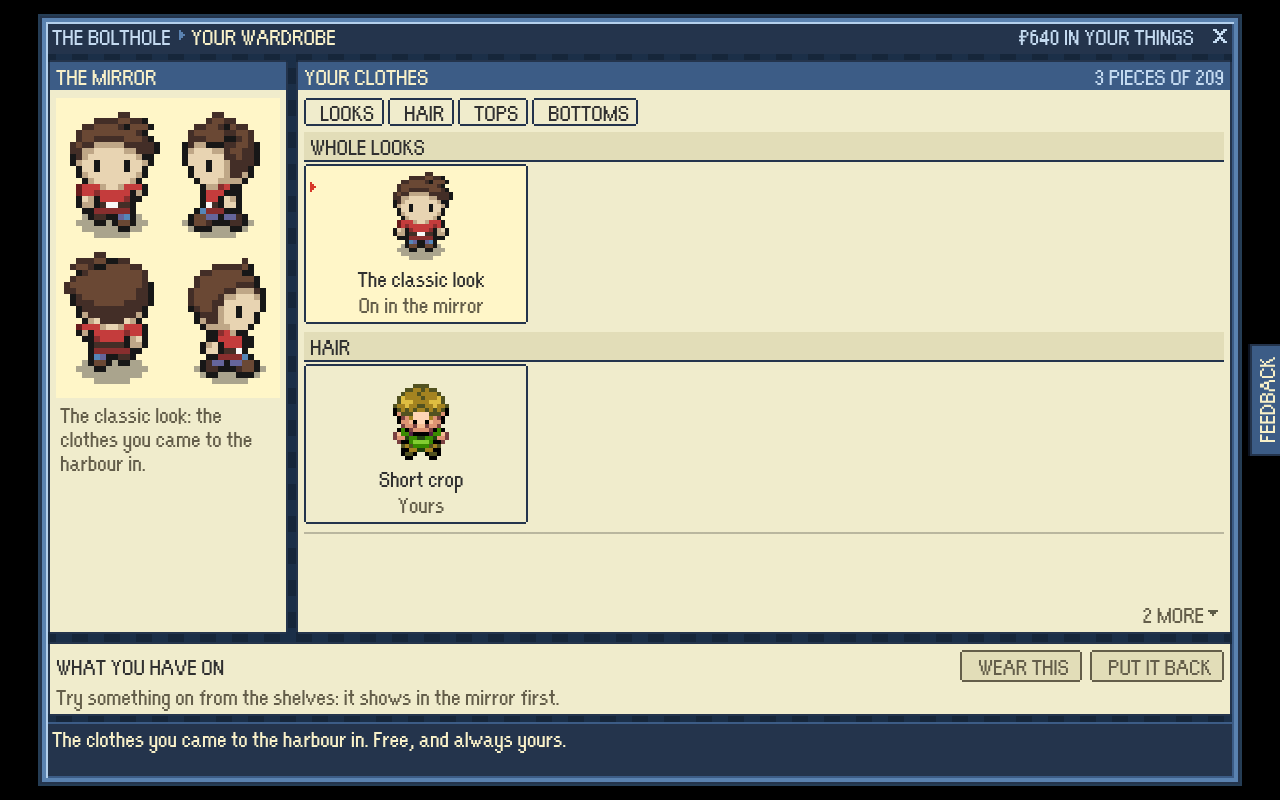 THE BOLTHOLE YOUR WARDROBE
₽640 IN YOUR THINGS X
THE MIRROR
The classic look: the
clothes you came to the
harbour in.
YOUR CLOTHES
3 PIECES OF 209
LOOKS HAIR TOPS BOTTOMS
WHOLE LOOKS
The classic look
On in the mirror
HAIR
Short crop
Yours
2 MORE
FEEDBACK
WHAT YOU HAVE ON
Try something on from the shelves: it shows in the mirror first.
WEAR THIS PUT IT BACK
The clothes you came to the harbour in. Free, and always yours.